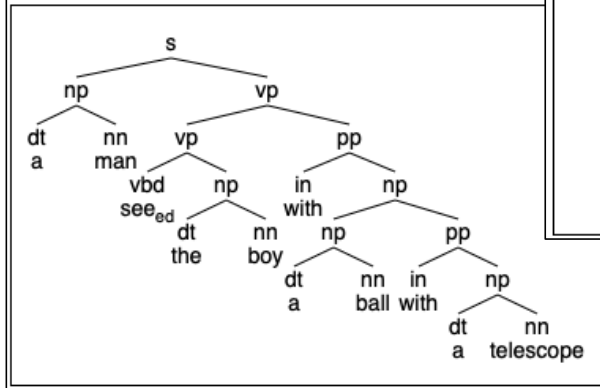 s
np vp
dt nn vp pp
a man vbd np in np
see_ed with
dt nn np pp
the boy dt nn in np
a ball with
dt nn
a telescope